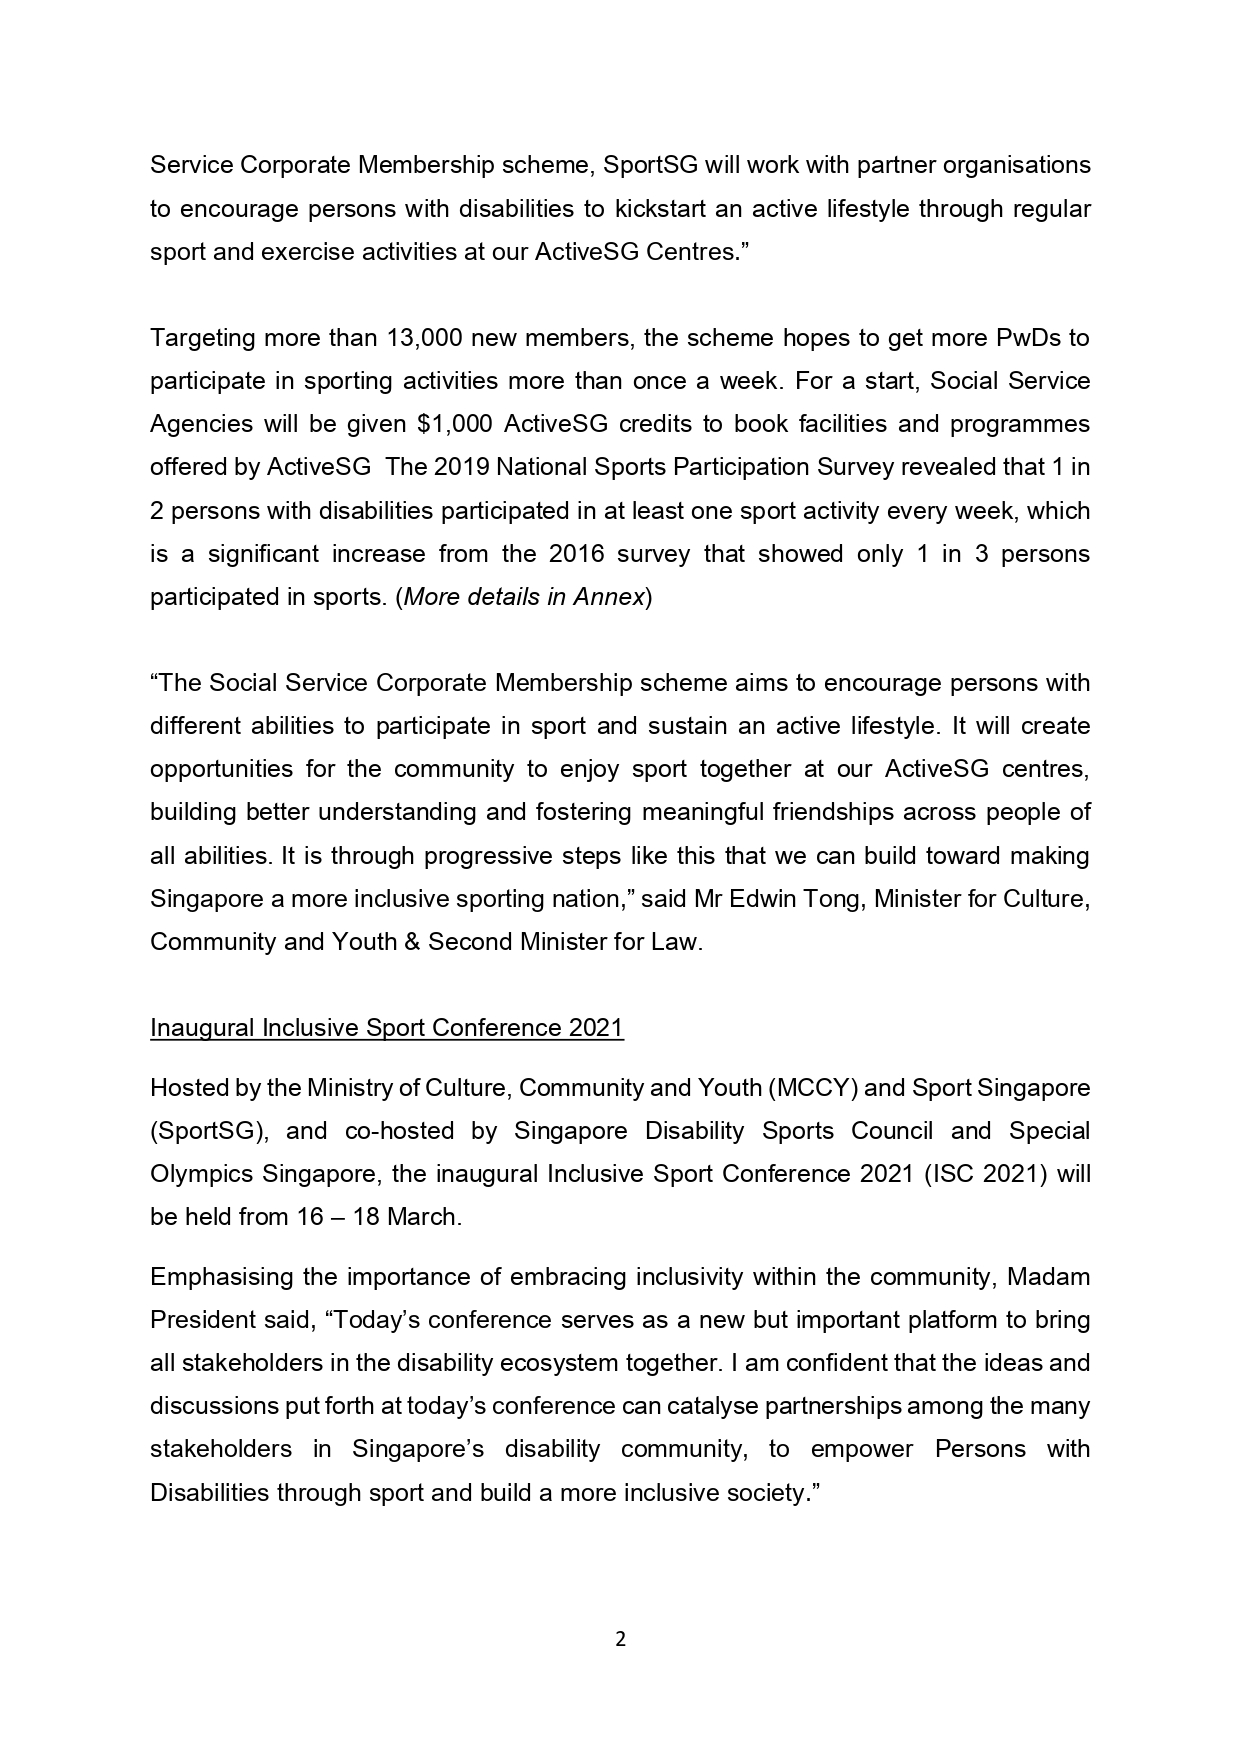 Service Corporate Membership scheme, SportSG will work with partner organisations
to encourage persons with disabilities to kickstart an active lifestyle through regular
sport and exercise activities at our ActiveSG Centres.”
Targeting more than 13,000 new members, the scheme hopes to get more PwDs to
participate in sporting activities more than once a week. For a start, Social Service
Agencies will be given $1,000 ActiveSG credits to book facilities and programmes
offered by ActiveSG  The 2019 National Sports Participation Survey revealed that 1 in
2 persons with disabilities participated in at least one sport activity every week, which
is a significant increase from the 2016 survey that showed only 1 in 3 persons
participated in sports. (More details in Annex)
“The Social Service Corporate Membership scheme aims to encourage persons with
different abilities to participate in sport and sustain an active lifestyle. It will create
opportunities for the community to enjoy sport together at our ActiveSG centres,
building better understanding and fostering meaningful friendships across people of
all abilities. It is through progressive steps like this that we can build toward making
Singapore a more inclusive sporting nation,” said Mr Edwin Tong, Minister for Culture,
Community and Youth & Second Minister for Law.
Inaugural Inclusive Sport Conference 2021
Hosted by the Ministry of Culture, Community and Youth (MCCY) and Sport Singapore
(SportSG), and co-hosted by Singapore Disability Sports Council and Special
Olympics Singapore, the inaugural Inclusive Sport Conference 2021 (ISC 2021) will
be held from 16 – 18 March.
Emphasising the importance of embracing inclusivity within the community, Madam
President said, “Today’s conference serves as a new but important platform to bring
all stakeholders in the disability ecosystem together. I am confident that the ideas and
discussions put forth at today’s conference can catalyse partnerships among the many
stakeholders in Singapore’s disability community, to empower Persons with
Disabilities through sport and build a more inclusive society.”
2